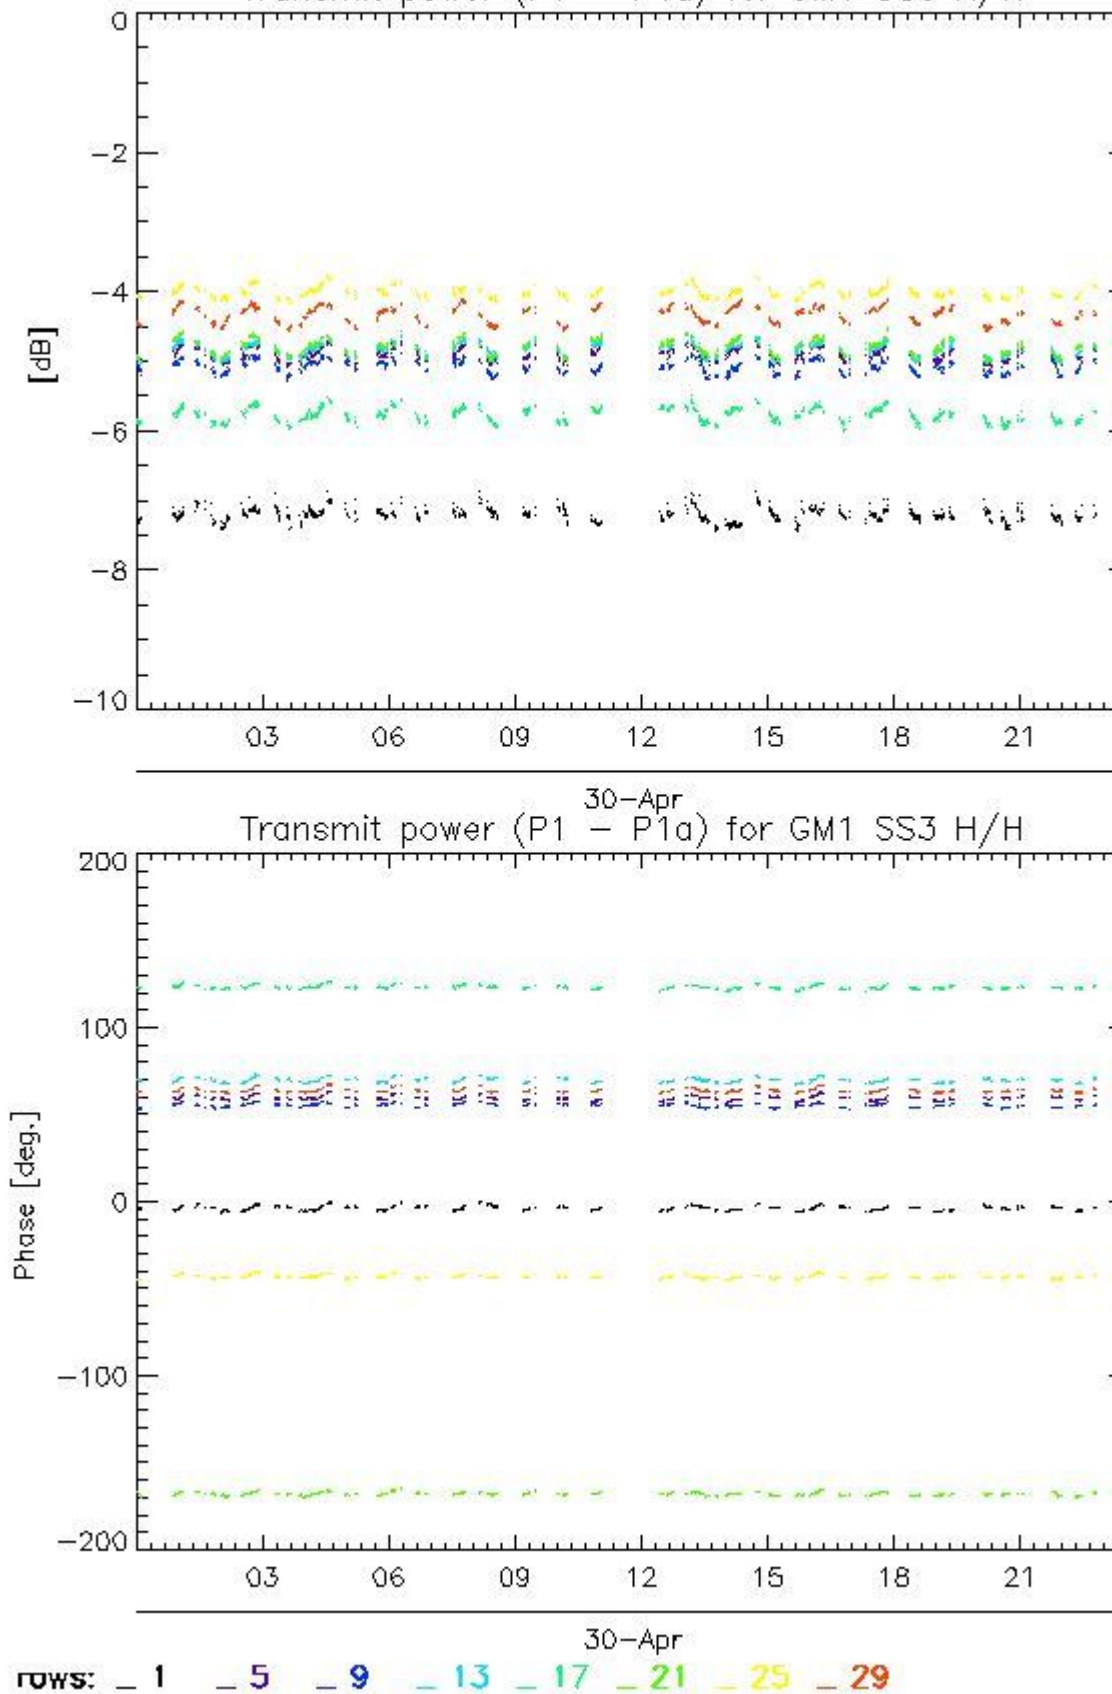 0
−2
−4
[dB]
−6
−8
−10
03 06 09 12 15 18 21
30−Apr
Transmit power (P1 − P1a) for GM1 SS3 H/H
200
100
Phase [deg.]
0
−100
−200
03 06 09 12 15 18 21
30−Apr
rows: _ 1 _ 5 _ 9 _ 13 _ 17 _ 21 _ 25 _ 29